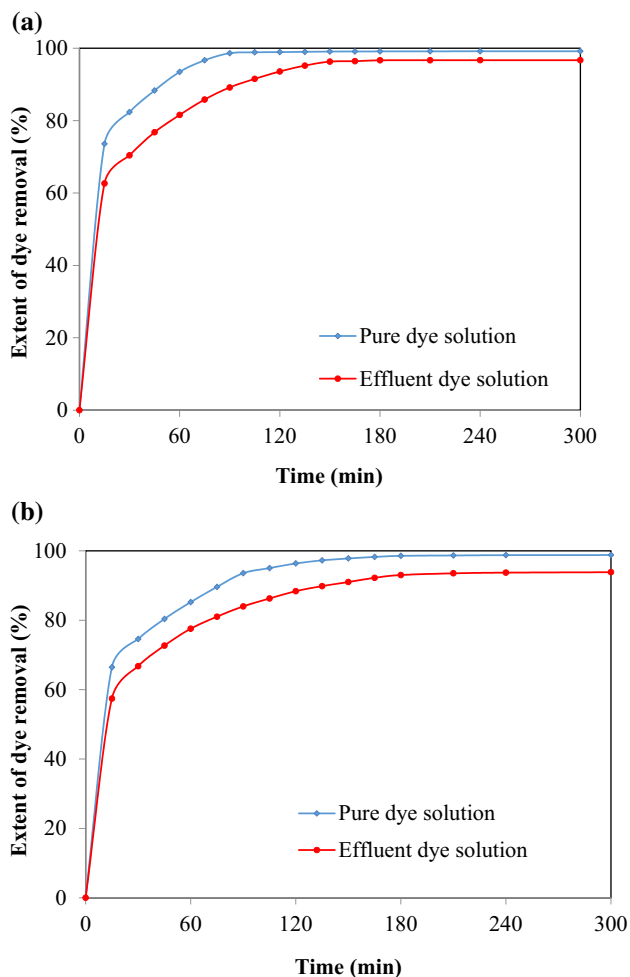 (a)
100
80
60
40
20
0
Extent of dye removal (%)
Pure dye solution
Effluent dye solution
0 60 120 180 240 300
Time (min)
(b)
100
80
60
40
20
0
Extent of dye removal (%)
Pure dye solution
Effluent dye solution
0 60 120 180 240 300
Time (min)